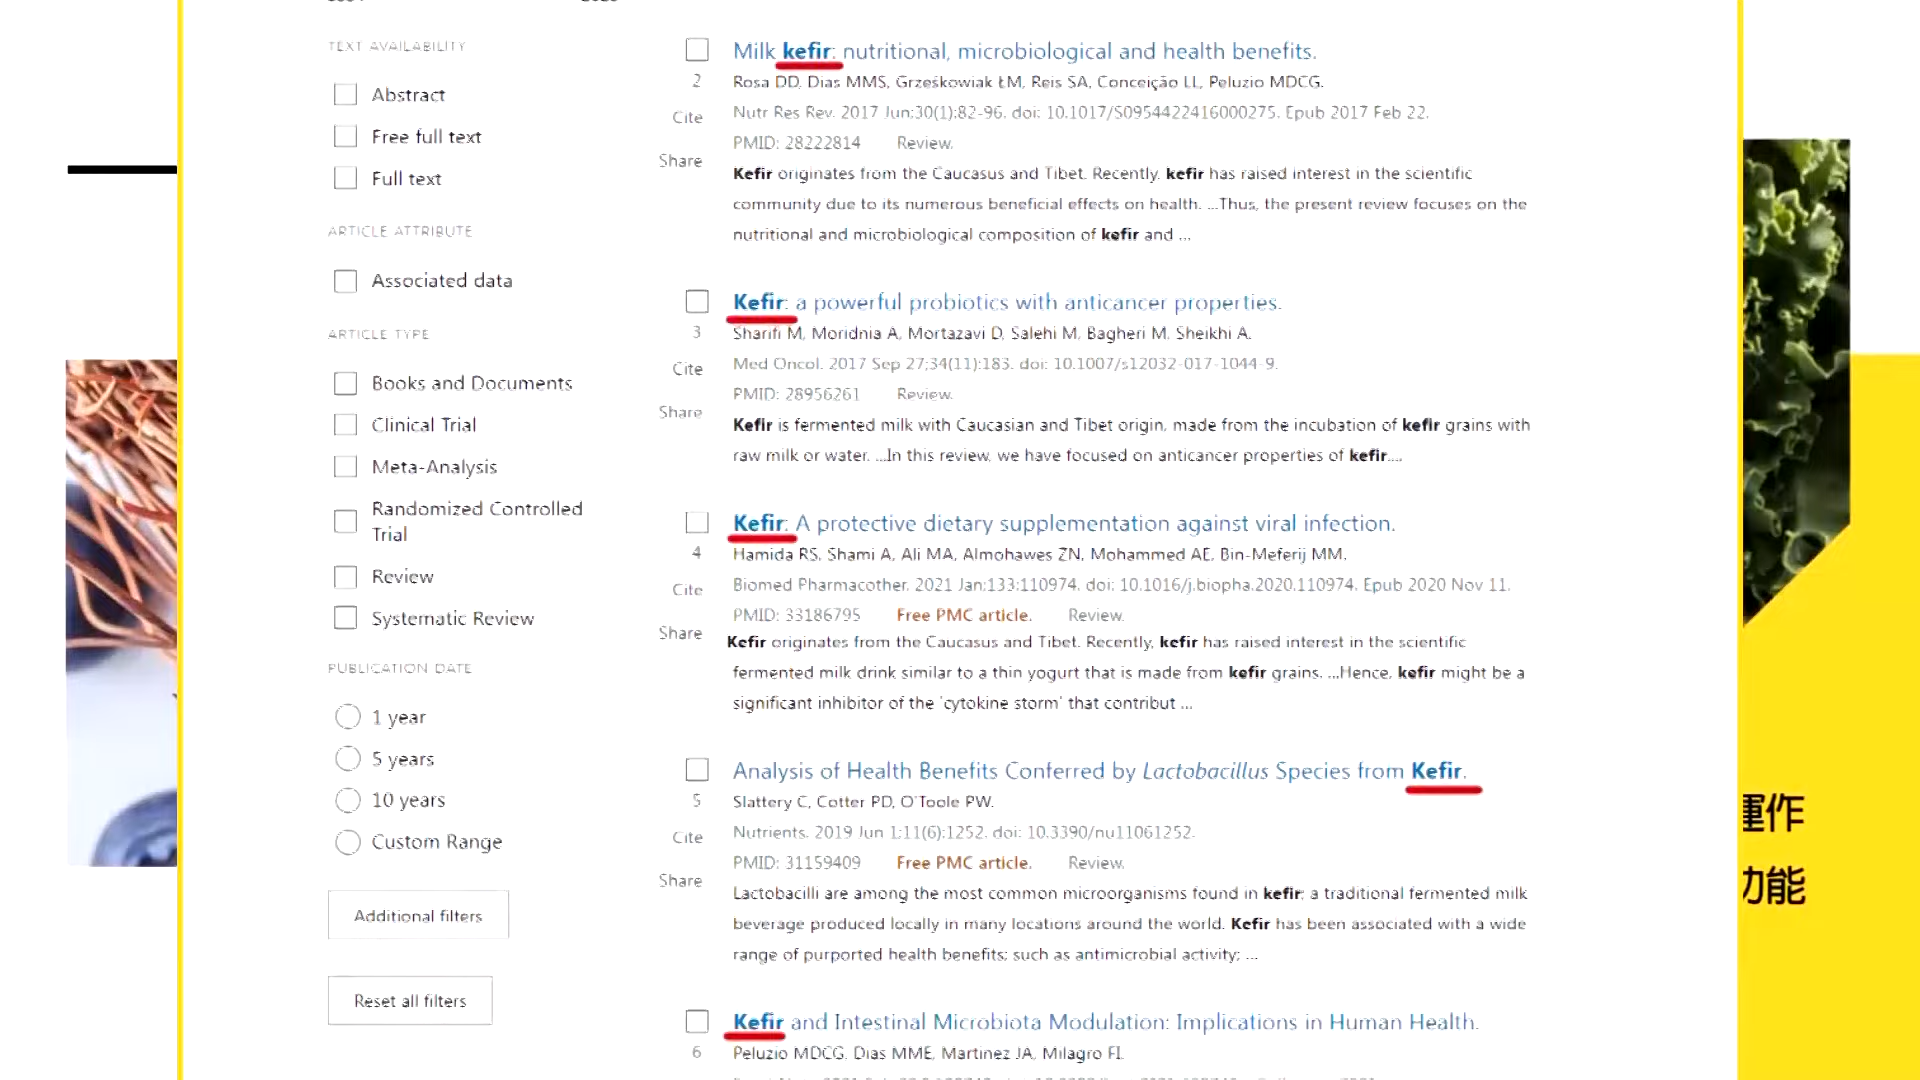 TEXT AVAILABILITY
Abstract
Free full text
Full text
ARTICLE ATTRIBUTE
Associated data
ARTICLE TYPE
Books and Documents
Clinical Trial
Meta-Analysis
Randomized Controlled
Trial
Review
Systematic Review
PUBLICATION DATE
1 year
5 years
10 years
Custom Range
Additional filters
Reset all filters
Milk kefir: nutritional, microbiological and health benefits.
2
Rosa DD, Dias MMS, Grześkowiak ŁM, Reis SA, Conceição LL, Peluzio MDCG.
Cite
Nutr Res Rev. 2017 Jun;30(1):82-96. doi: 10.1017/S0954422416000275. Epub 2017 Feb 22.
PMID: 28222814 Review.
Share
Kefir originates from the Caucasus and Tibet. Recently, kefir has raised interest in the scientific
community due to its numerous beneficial effects on health. ...Thus, the present review focuses on the
nutritional and microbiological composition of kefir and ...
Kefir: a powerful probiotics with anticancer properties.
3
Sharifi M, Moridnia A, Mortazavi D, Salehi M, Bagheri M, Sheikhi A.
Cite
Med Oncol. 2017 Sep 27;34(11):183. doi: 10.1007/s12032-017-1044-9.
PMID: 28956261 Review.
Share
Kefir is fermented milk with Caucasian and Tibet origin, made from the incubation of kefir grains with
raw milk or water. ...In this review, we have focused on anticancer properties of kefir....
Kefir: A protective dietary supplementation against viral infection.
4
Hamida RS, Shami A, Ali MA, Almohawes ZN, Mohammed AE, Bin-Meferij MM.
Cite
Biomed Pharmacother. 2021 Jan;133:110974. doi: 10.1016/j.biopha.2020.110974. Epub 2020 Nov 11.
PMID: 33186795 Free PMC article. Review.
Share
Kefir originates from the Caucasus and Tibet. Recently, kefir has raised interest in the scientific
fermented milk drink similar to a thin yogurt that is made from kefir grains. ...Hence, kefir might be a
significant inhibitor of the 'cytokine storm' that contribut ...
Analysis of Health Benefits Conferred by Lactobacillus Species from Kefir.
5
Slattery C, Cotter PD, O'Toole PW.
Cite
Nutrients. 2019 Jun 1;11(6):1252. doi: 10.3390/nu11061252.
PMID: 31159409 Free PMC article. Review.
Share
Lactobacilli are among the most common microorganisms found in kefir; a traditional fermented milk
beverage produced locally in many locations around the world. Kefir has been associated with a wide
range of purported health benefits; such as antimicrobial activity; ...
Kefir and Intestinal Microbiota Modulation: Implications in Human Health.
6
Peluzio MDCG, Dias MME, Martinez JA, Milagro FI.
運作
功能